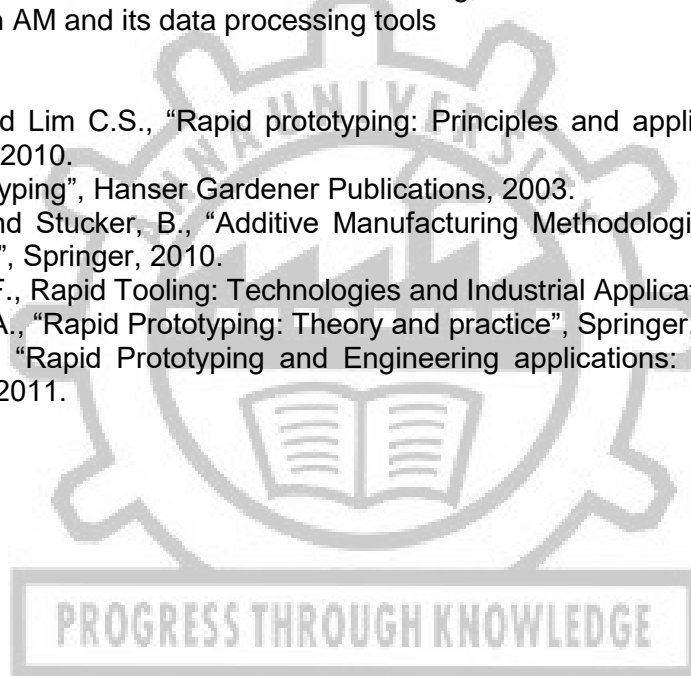 AM and its data processing tools
d Lim C.S., “Rapid prototyping: Principles and appli
2010.
yping”, Hanser Gardener Publications, 2003.
nd Stucker, B., “Additive Manufacturing Methodologi
”, Springer, 2010.
F., Rapid Tooling: Technologies and Industrial Applicat
A., “Rapid Prototyping: Theory and practice”, Springer,
“Rapid Prototyping and Engineering applications:
2011.
UNIVERS
PROGRESS THROUGH KNOWLEDGE